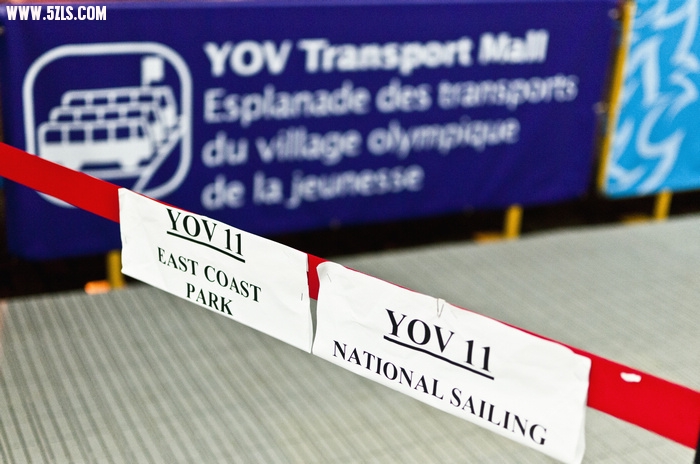 WWW.5ZLS.COM
YOV Transport Mall
Esplanade des transports
du village olympique
de la jeunesse
YOV 11
EAST COAST
PARK
YOV 11
NATIONAL SAILING